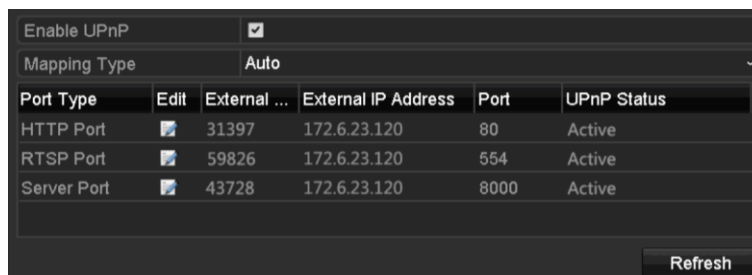 Enable UPnP
Mapping Type Auto
Port Type Edit External ... External IP Address Port UPnP Status
HTTP Port 31397 172.6.23.120 80 Active
RTSP Port 59826 172.6.23.120 554 Active
Server Port 43728 172.6.23.120 8000 Active
Refresh